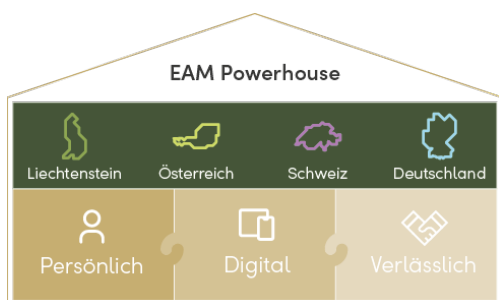 EAM Powerhouse
Liechtenstein Österreich Schweiz Deutschland
Persönlich Digital Verlässlich